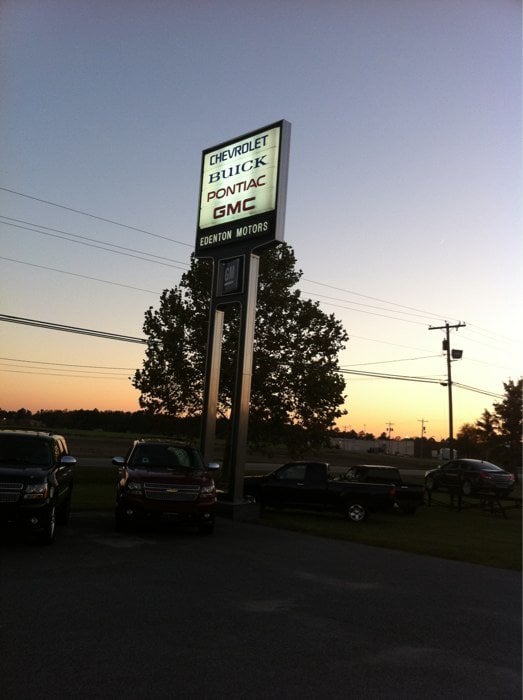 CHEVROLET
BUICK
PONTIAC
GMC
EDENTON MOTORS
GM